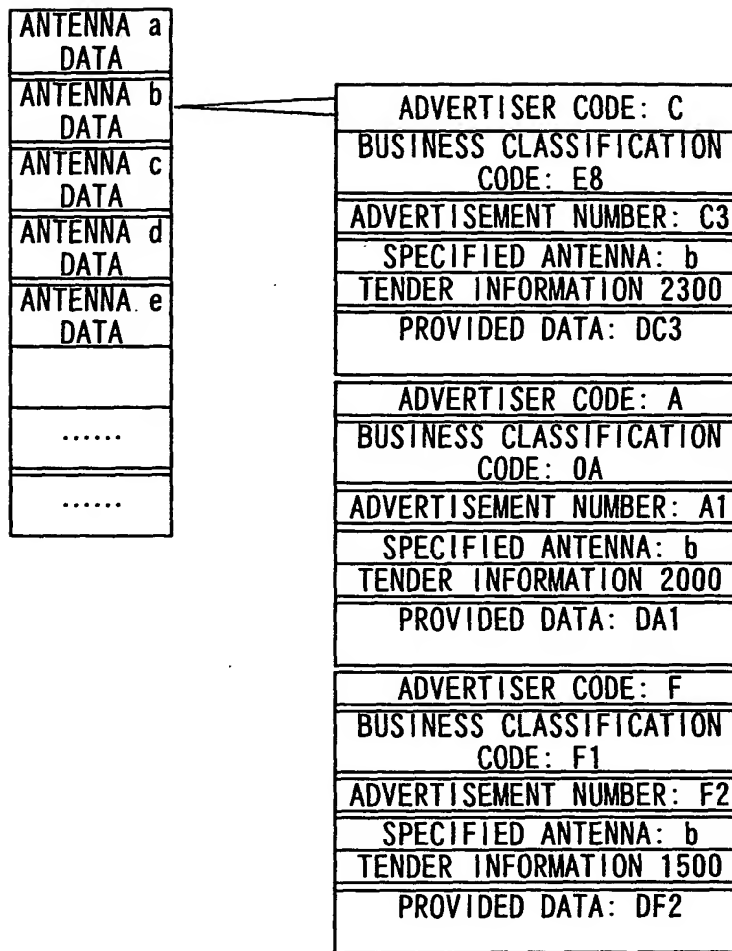 ANTENNA a
DATA
ANTENNA b
DATA
ANTENNA c
DATA
ANTENNA d
DATA
ANTENNA e
DATA
......
......
ADVERTISER CODE: C
BUSINESS CLASSIFICATION
CODE: E8
ADVERTISEMENT NUMBER: C3
SPECIFIED ANTENNA: b
TENDER INFORMATION 2300
PROVIDED DATA: DC3
ADVERTISER CODE: A
BUSINESS CLASSIFICATION
CODE: 0A
ADVERTISEMENT NUMBER: A1
SPECIFIED ANTENNA: b
TENDER INFORMATION 2000
PROVIDED DATA: DA1
ADVERTISER CODE: F
BUSINESS CLASSIFICATION
CODE: F1
ADVERTISEMENT NUMBER: F2
SPECIFIED ANTENNA: b
TENDER INFORMATION 1500
PROVIDED DATA: DF2